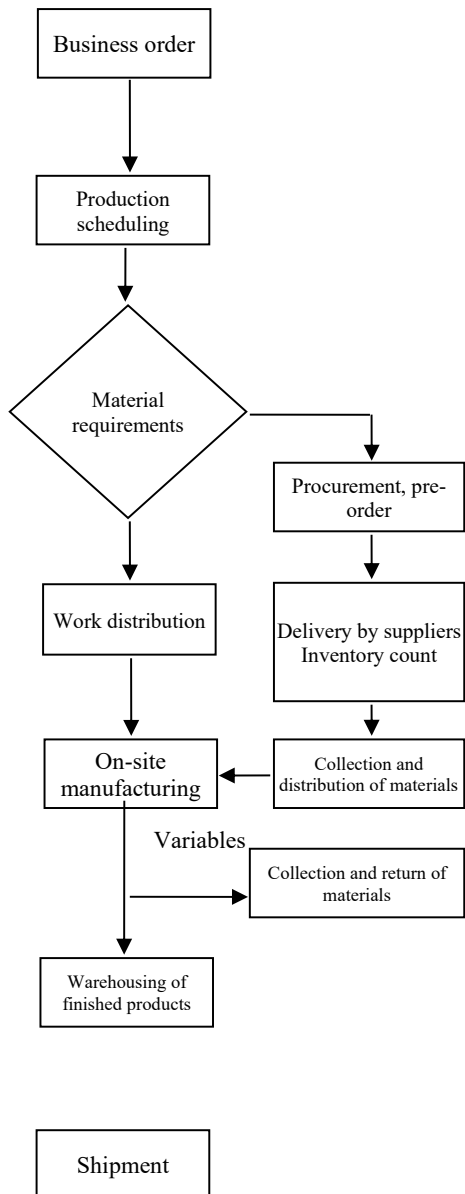 Business order
Production
scheduling
Material
requirements
Procurement, pre-
order
Work distribution
Delivery by suppliers
Inventory count
On-site
manufacturing
Collection and
distribution of materials
Variables
Collection and return of
materials
Warehousing of
finished products
Shipment